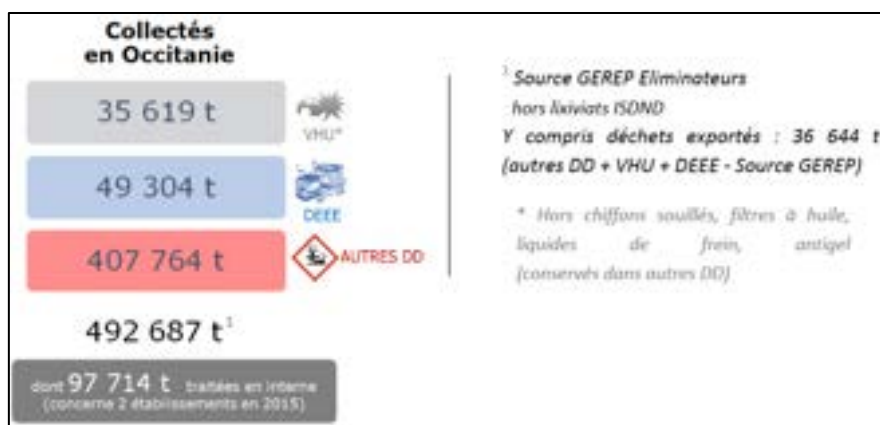 Collectés
en Occitanie
35 619 t
VHU*
49 304 t
DEEE
407 764 t
AUTRES DD
492 687 t¹
dont 97 714 t traitées en interne
(concerne 2 établissements en 2015)
¹ Source GEREP Eliminateurs
hors lixiviats ISDND
Y compris déchets exportés : 36 644 t
(autres DD + VHU + DEEE - Source GEREP)
* Hors chiffons souillés, filtres à huile,
liquides de frein, antigel
(conservés dans autres DD)